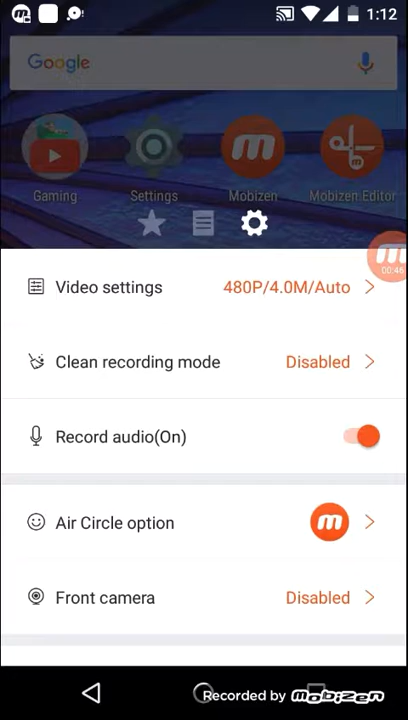 1:12
Google
Gaming
Settings
Mobizen
Mobizen Editor
00:46
Video settings
480P/4.0M/Auto
Clean recording mode
Disabled
Record audio(On)
Air Circle option
Front camera
Disabled
Recorded by mobizen